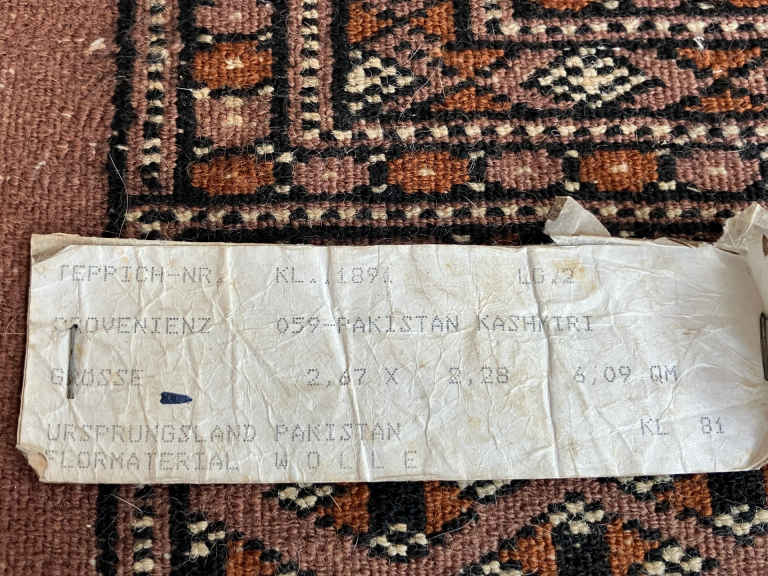 TEPPICH-NR. KL..1891 LG.2
PROVENIENZ 059-PAKISTAN KASHMIRI
GRÖSSE- 2,67 X 2,28 6,09 QM
URSPRUNGSLAND PAKISTAN KL 81
FLORMATERIAL W O L L E